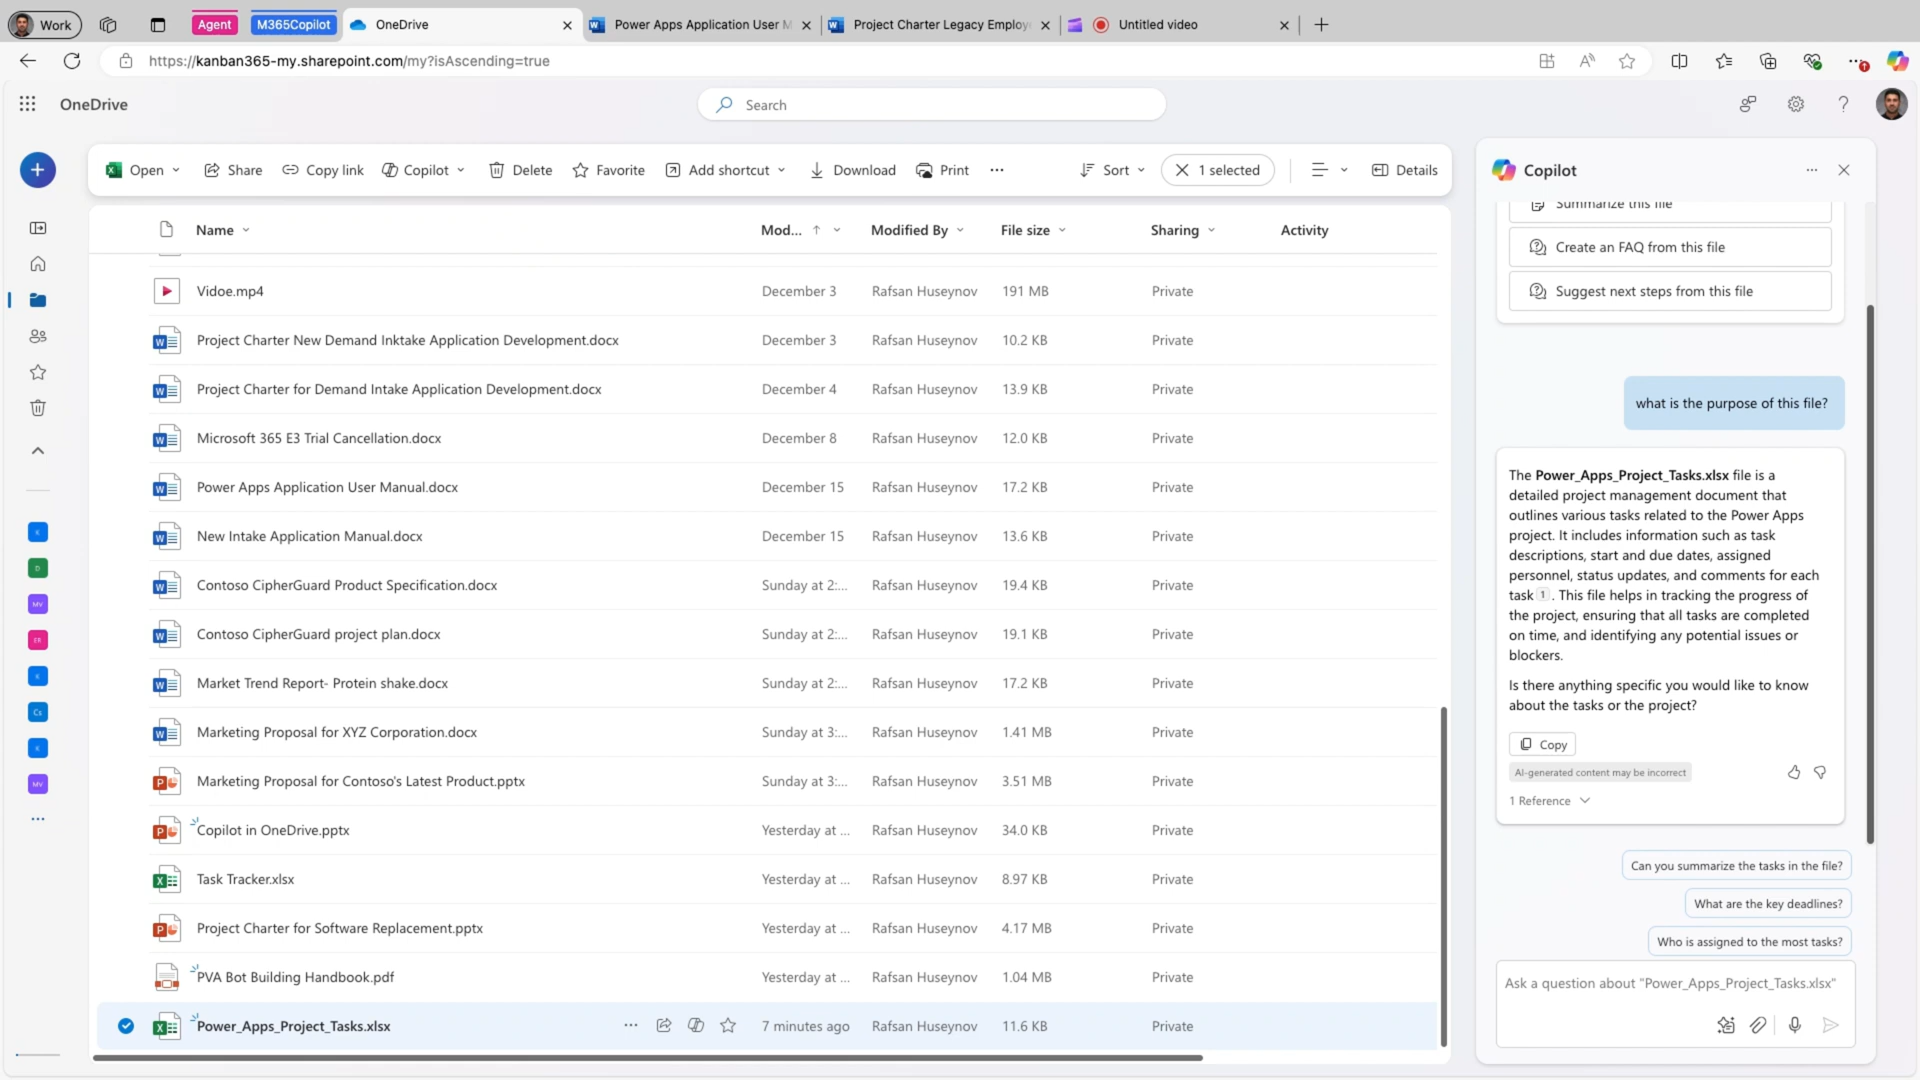 Work
Agent
M365Copilot
OneDrive
Power Apps Application User M
Project Charter Legacy Employ
Untitled video
https://kanban365-my.sharepoint.com/my?isAscending=true
OneDrive
Search
Open
Share
Copy link
Copilot
Delete
Favorite
Add shortcut
Download
Print
Sort
1 selected
Details
Name
Mod...
Modified By
File size
Sharing
Activity
Vidoe.mp4 December 3 Rafsan Huseynov 191 MB Private
Project Charter New Demand Inktake Application Development.docx December 3 Rafsan Huseynov 10.2 KB Private
Project Charter for Demand Intake Application Development.docx December 4 Rafsan Huseynov 13.9 KB Private
Microsoft 365 E3 Trial Cancellation.docx December 8 Rafsan Huseynov 12.0 KB Private
Power Apps Application User Manual.docx December 15 Rafsan Huseynov 17.2 KB Private
New Intake Application Manual.docx December 15 Rafsan Huseynov 13.6 KB Private
Contoso CipherGuard Product Specification.docx Sunday at 2:... Rafsan Huseynov 19.4 KB Private
Contoso CipherGuard project plan.docx Sunday at 2:... Rafsan Huseynov 19.1 KB Private
Market Trend Report- Protein shake.docx Sunday at 2:... Rafsan Huseynov 17.2 KB Private
Marketing Proposal for XYZ Corporation.docx Sunday at 3:... Rafsan Huseynov 1.41 MB Private
Marketing Proposal for Contoso's Latest Product.pptx Sunday at 3:... Rafsan Huseynov 3.51 MB Private
Copilot in OneDrive.pptx Yesterday at ... Rafsan Huseynov 34.0 KB Private
Task Tracker.xlsx Yesterday at ... Rafsan Huseynov 8.97 KB Private
Project Charter for Software Replacement.pptx Yesterday at ... Rafsan Huseynov 4.17 MB Private
PVA Bot Building Handbook.pdf Yesterday at ... Rafsan Huseynov 1.04 MB Private
Power_Apps_Project_Tasks.xlsx 7 minutes ago Rafsan Huseynov 11.6 KB Private
Copilot
Summarize this file
Create an FAQ from this file
Suggest next steps from this file
what is the purpose of this file?
The Power_Apps_Project_Tasks.xlsx file is a
detailed project management document that
outlines various tasks related to the Power Apps
project. It includes information such as task
descriptions, start and due dates, assigned
personnel, status updates, and comments for each
task 1 . This file helps in tracking the progress of
the project, ensuring that all tasks are completed
on time, and identifying any potential issues or
blockers.
Is there anything specific you would like to know
about the tasks or the project?
Copy
AI-generated content may be incorrect
1 Reference
Can you summarize the tasks in the file?
What are the key deadlines?
Who is assigned to the most tasks?
Ask a question about "Power_Apps_Project_Tasks.xlsx"